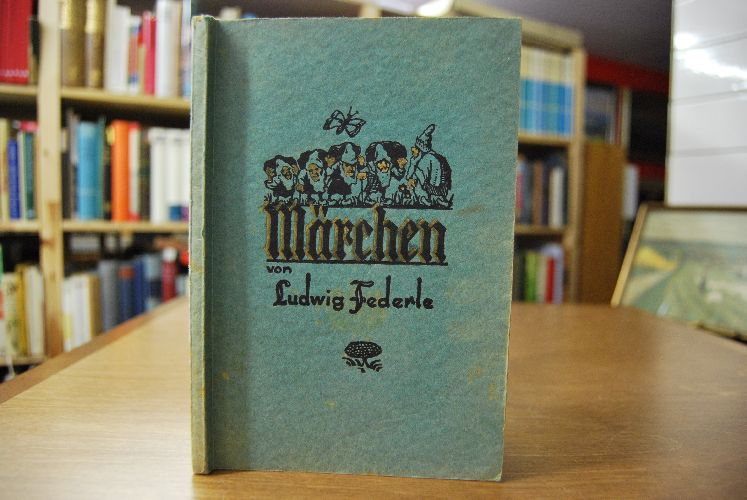 Märchen
von
Ludwig Federle